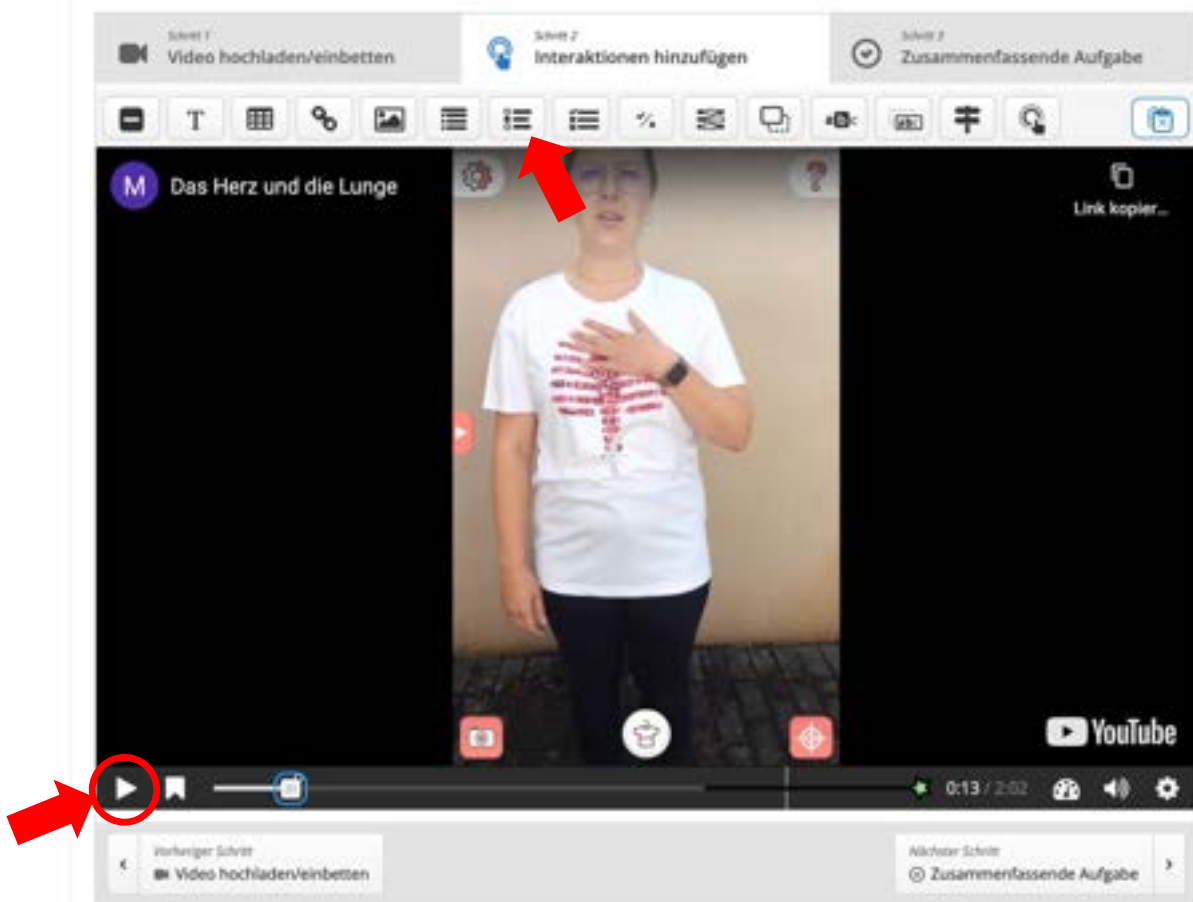 Schritt 1
Video hochladen/einbetten
Schritt 2
Interaktionen hinzufügen
Schritt 3
Zusammenfassende Aufgabe
T
M
Das Herz und die Lunge
Link kopier...
YouTube
0:13 / 2:02
Vorheriger Schritt
Video hochladen/einbetten
Nächster Schritt
Zusammenfassende Aufgabe